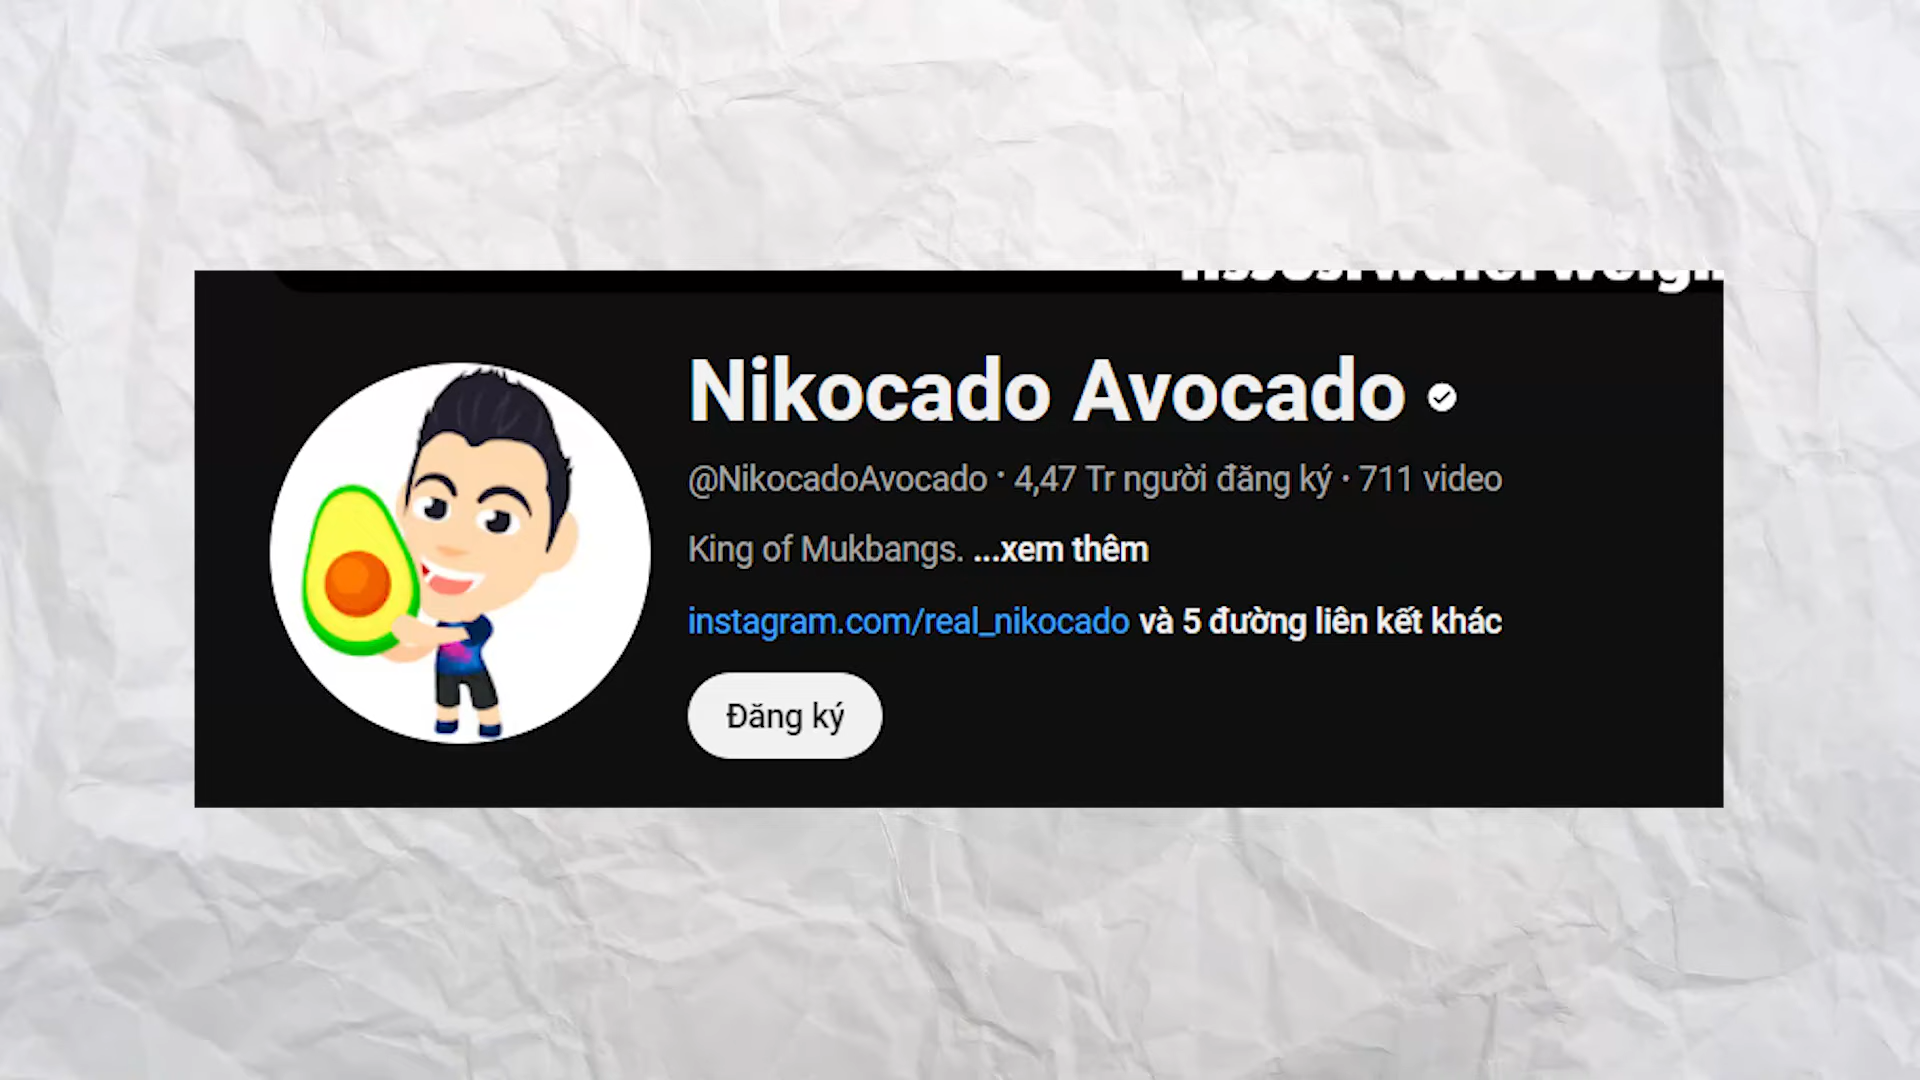 Nikocado Avocado
@NikocadoAvocado • 4,47 Tr người đăng ký • 711 video
King of Mukbangs. ...xem thêm
instagram.com/real_nikocado và 5 đường liên kết khác
Đăng ký